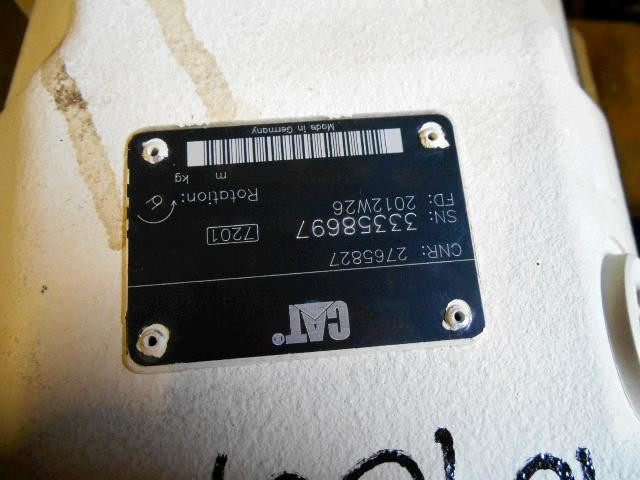 CAT®
CNR: 2765827
SN: 33358697 7201
FD: 2012W26
Rotation:
m kg
Made in Germany